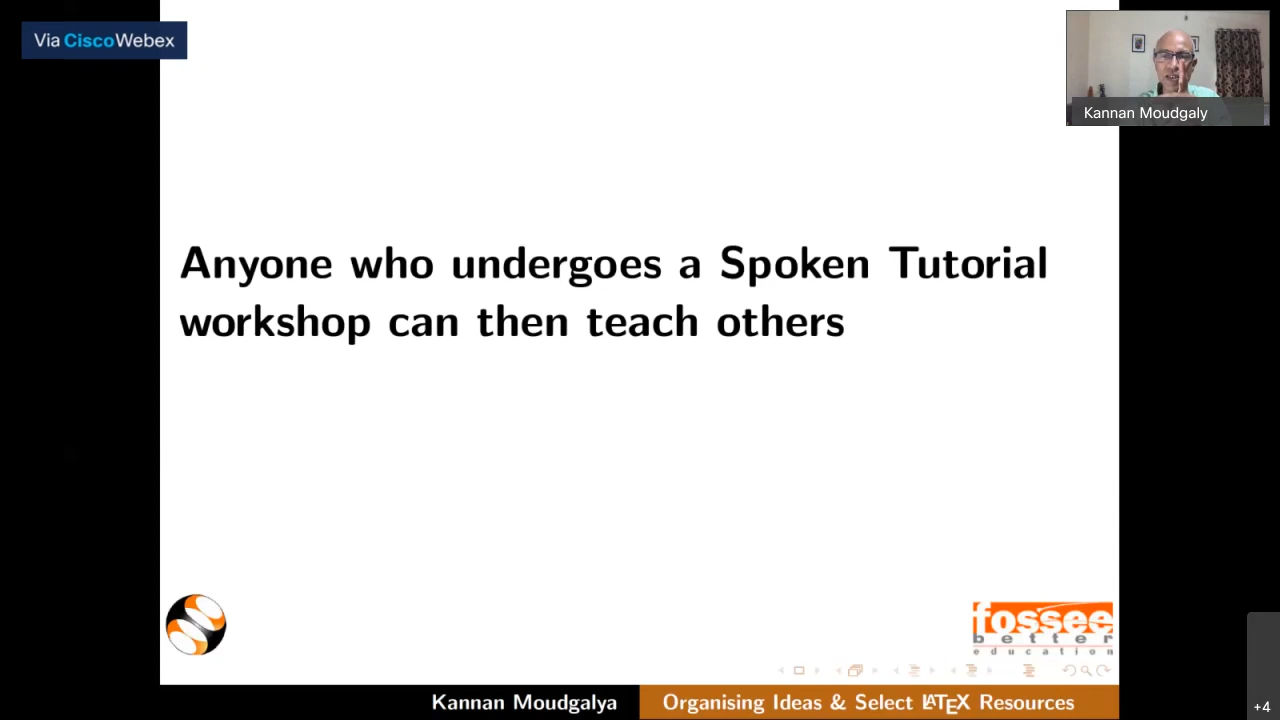 Via CiscoWebex
Kannan Moudgaly
Anyone who undergoes a Spoken Tutorial
workshop can then teach others
fossee
better
education
Kannan Moudgalya
Organising Ideas & Select LATEX Resources
+4